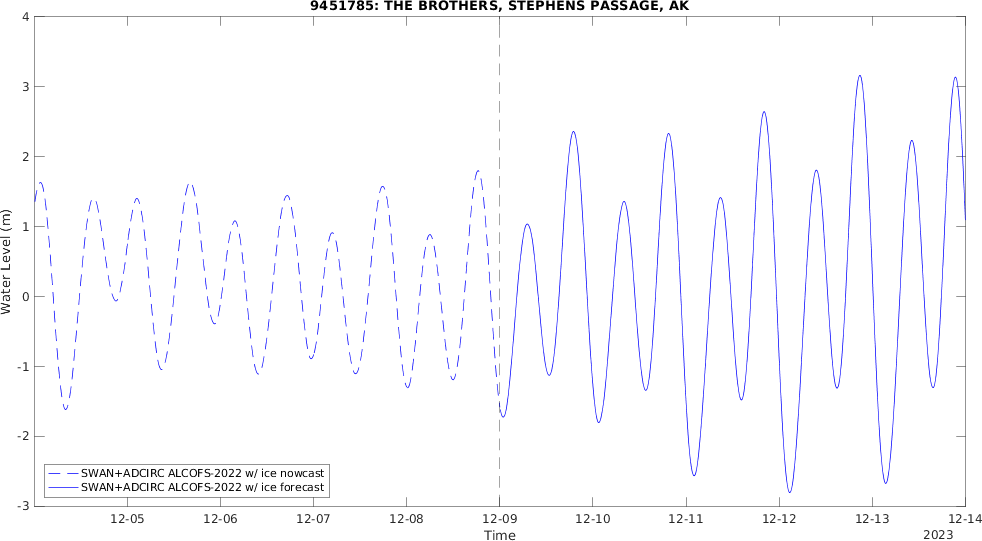 9451785: THE BROTHERS, STEPHENS PASSAGE, AK
4
3
2
1
0
-1
-2
-3
Water Level (m)
SWAN+ADCIRC ALCOFS-2022 w/ ice nowcast
SWAN+ADCIRC ALCOFS-2022 w/ ice forecast
12-05 12-06 12-07 12-08 12-09 12-10 12-11 12-12 12-13 12-14
Time
2023